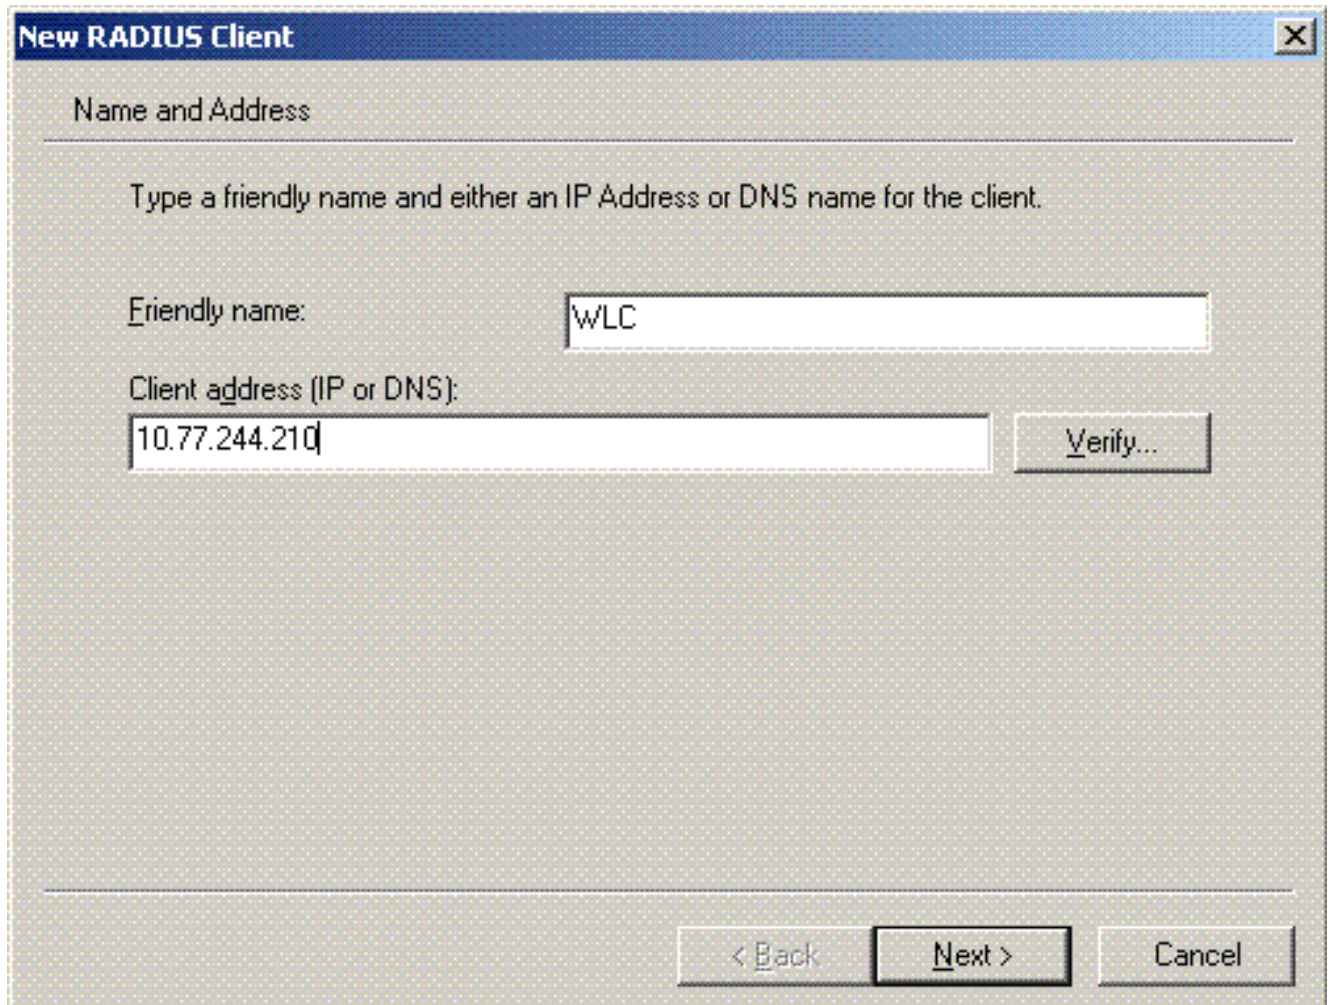 New RADIUS Client
Name and Address
Type a friendly name and either an IP Address or DNS name for the client.
Friendly name:
WLC
Client address (IP or DNS):
10.77.244.210
Verify...
< Back
Next >
Cancel